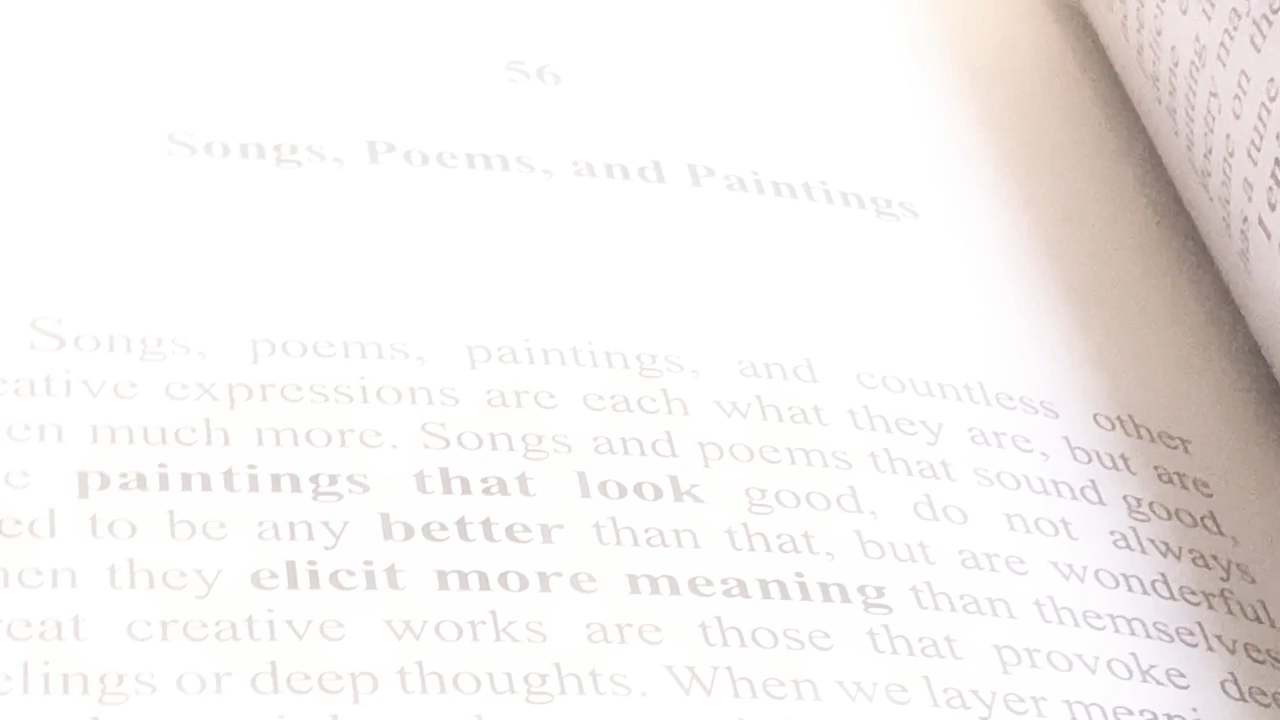 56
Songs, Poems, and Paintings
Songs, poems, paintings, and countless other
eative expressions are each what they are, but are
en much more. Songs and poems that sound good,
e paintings that look good, do not always
ed to be any better than that, but are wonderful
hen they elicit more meaning than themselves
reat creative works are those that provoke dee
elings or deep thoughts. When we layer meani